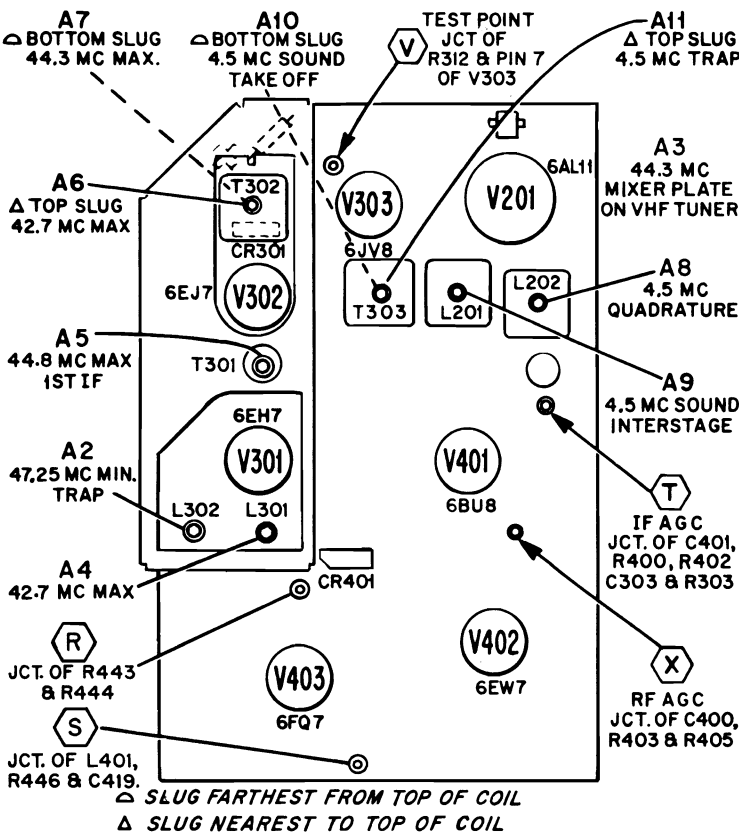 A7
⌓ BOTTOM SLUG
44.3 MC MAX.
A10
⌓ BOTTOM SLUG
4.5 MC SOUND
TAKE OFF
V
TEST POINT
JCT OF
R312 & PIN 7
OF V303
A11
△ TOP SLUG
4.5 MC TRAP
A3
44.3 MC
MIXER PLATE
ON VHF TUNER
6AL11
V201
V303
6JV8
A6
△ TOP SLUG
42.7 MC MAX
T302
CR301
6EJ7
V302
T303
L201
L202
A8
4.5 MC
QUADRATURE
A5
44.8 MC MAX
1ST IF
T301
A9
4.5 MC SOUND
INTERSTAGE
6EH7
V301
V401
6BU8
A2
47.25 MC MIN.
TRAP
L302
L301
T
IF AGC
JCT. OF C401,
R400, R402
C303 & R303
A4
42.7 MC MAX
CR401
R
JCT. OF R443
& R444
V402
6EW7
X
RF AGC
JCT. OF C400,
R403 & R405
V403
6FQ7
S
JCT. OF L401,
R446 & C419.
⌓ SLUG FARTHEST FROM TOP OF COIL
△ SLUG NEAREST TO TOP OF COIL